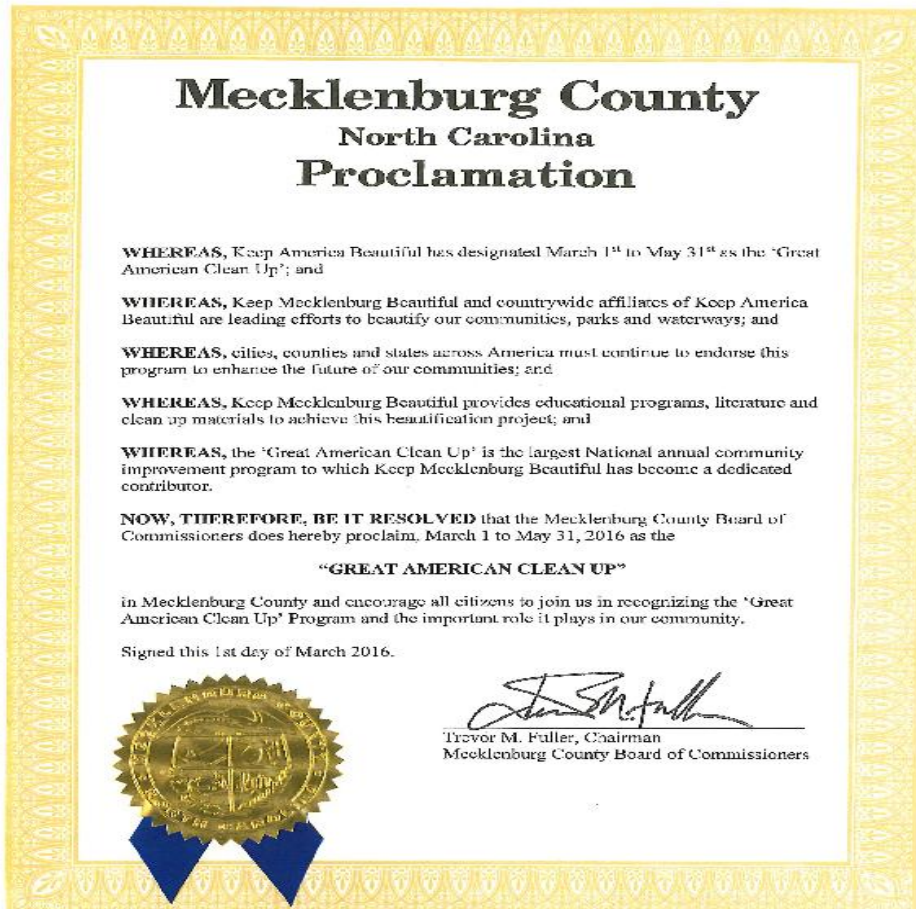 Mecklenburg County
North Carolina
Proclamation
WHEREAS, Keep America Beautiful has designated March 1st to May 31st as the ‘Great
American Clean Up’; and
WHEREAS, Keep Mecklenburg Beautiful and countrywide affiliates of Keep America
Beautiful are leading efforts to beautify our communities, parks and waterways; and
WHEREAS, cities, counties and states across America must continue to endorse this
program to enhance the future of our communities; and
WHEREAS, Keep Mecklenburg Beautiful provides educational programs, literature and
clean up materials to achieve this beautification project; and
WHEREAS, the ‘Great American Clean Up’ is the largest National annual community
improvement program to which Keep Mecklenburg Beautiful has become a dedicated
contributor.
NOW, THEREFORE, BE IT RESOLVED that the Mecklenburg County Board of
Commissioners does hereby proclaim, March 1 to May 31, 2016 as the
“GREAT AMERICAN CLEAN UP”
in Mecklenburg County and encourage all citizens to join us in recognizing the ‘Great
American Clean Up’ Program and the important role it plays in our community.
Signed this 1st day of March 2016.
Trevor M. Fuller, Chairman
Mecklenburg County Board of Commissioners